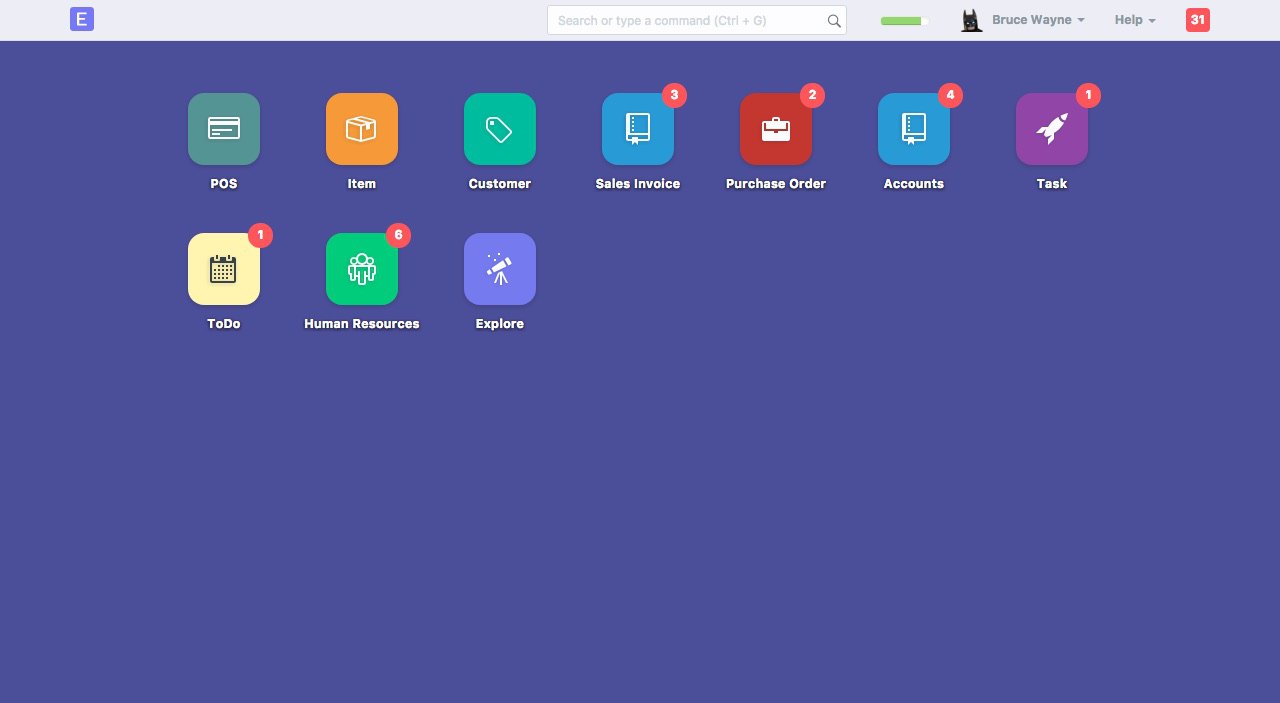 E
Search or type a command (Ctrl + G)
Bruce Wayne
Help
31
3
2
4
1
POS
Item
Customer
Sales Invoice
Purchase Order
Accounts
Task
1
6
ToDo
Human Resources
Explore